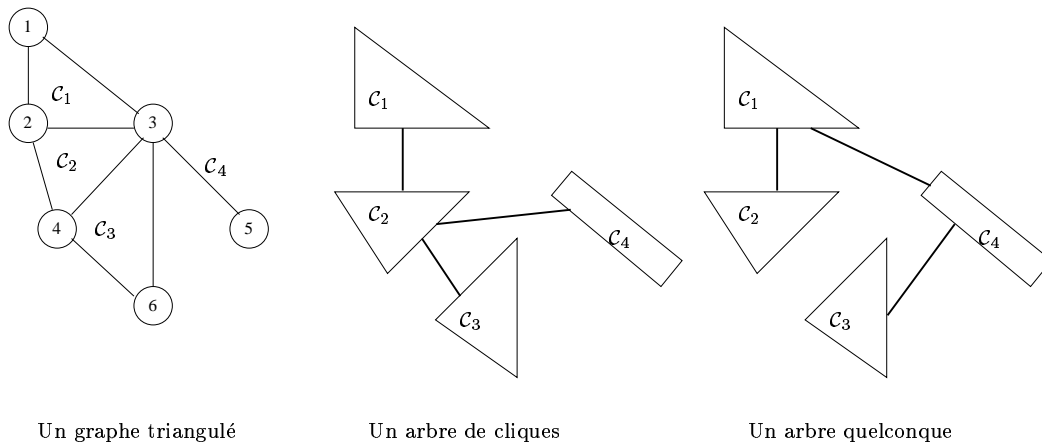 1
C1
2
3
C2
C4
4
C3
5
6
C1
C2
C4
C3
C1
C2
C4
C3
Un graphe triangulé
Un arbre de cliques
Un arbre quelconque